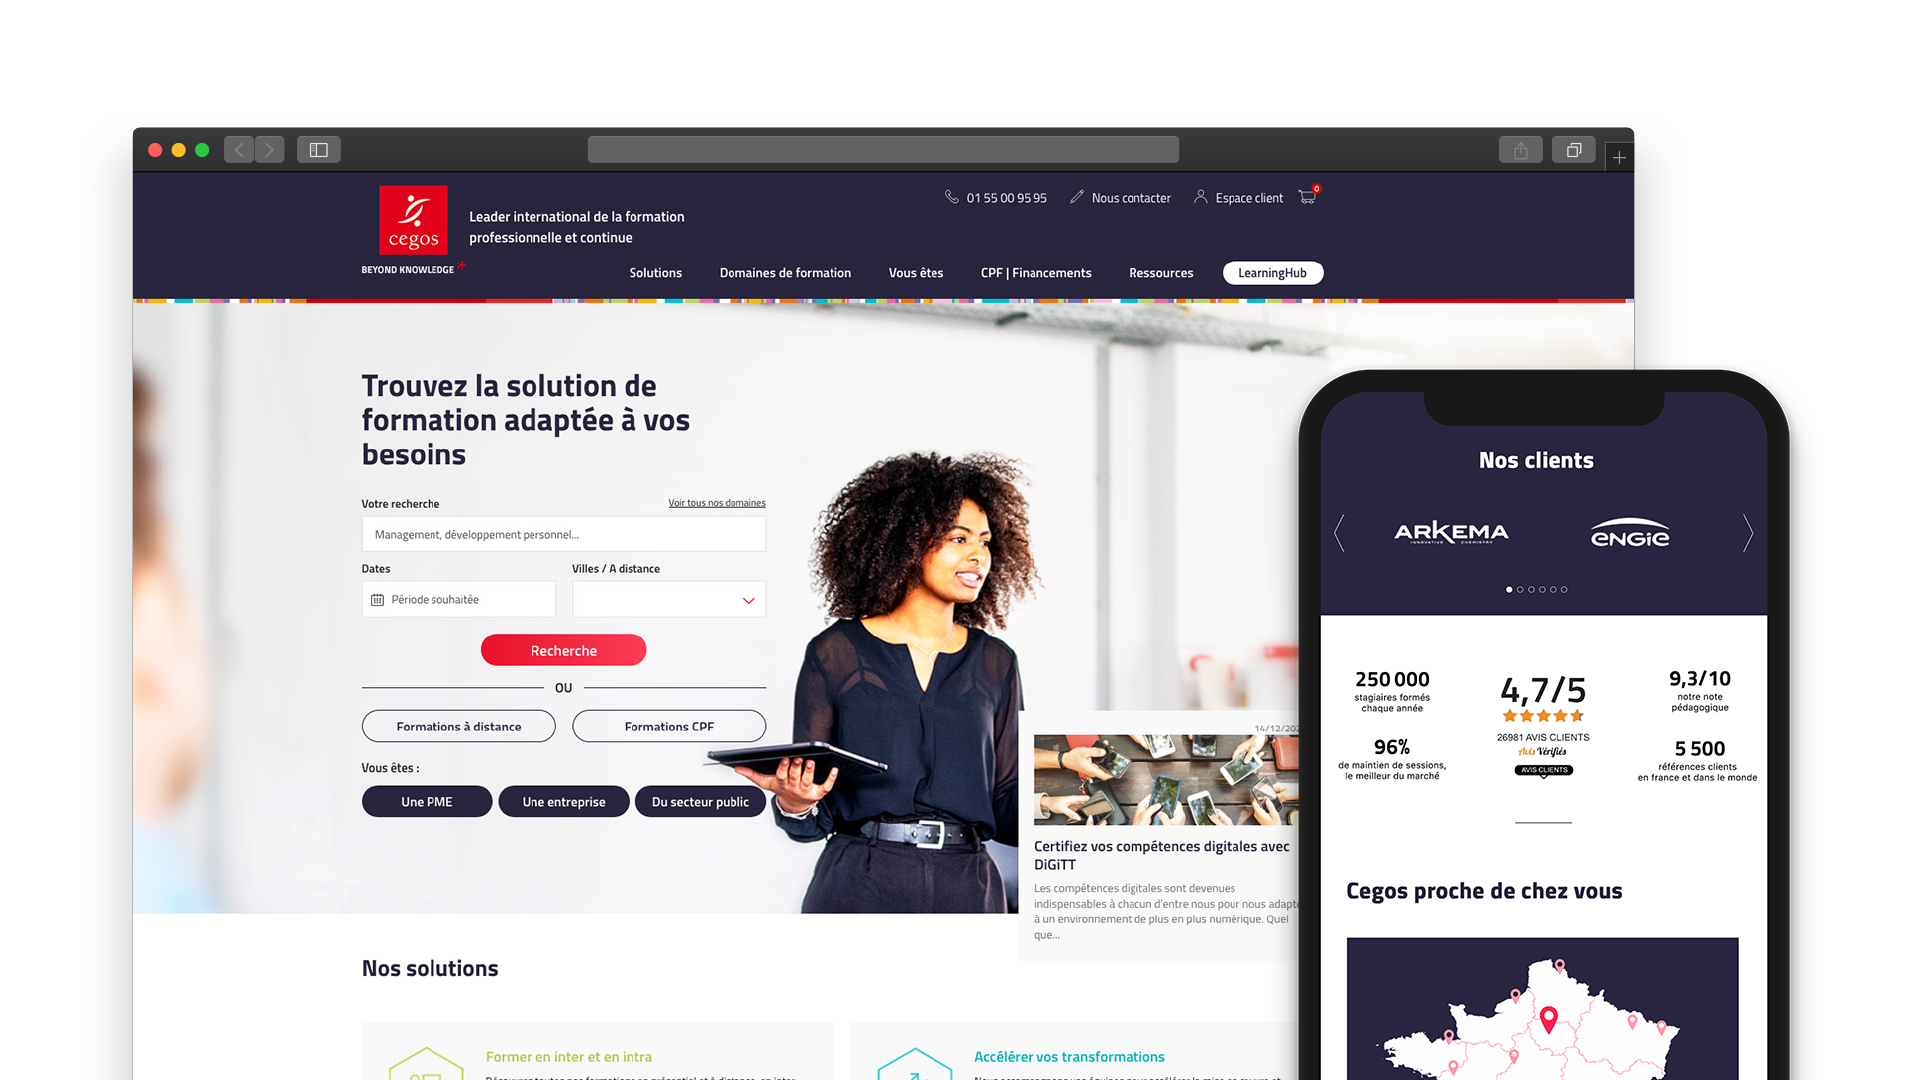 01 55 00 95 95
Nous contacter
Espace client
0
cegos
BEYOND KNOWLEDGE *
Leader international de la formation
professionnelle et continue
Solutions
Domaines de formation
Vous êtes
CPF | Financements
Ressources
LearningHub
Trouvez la solution de
formation adaptée à vos
besoins
Votre recherche
Voir tous nos domaines
Management, développement personnel...
Dates
Villes / A distance
Période souhaitée
Recherche
OU
Formations à distance
Formations CPF
Vous êtes :
Une PME
Une entreprise
Du secteur public
14/12/202
Certifiez vos compétences digitales avec
DiGiTT
Les compétences digitales sont devenues
indispensables à chacun d'entre nous pour nous adapte
à un environnement de plus en plus numérique. Quel
que...
Nos solutions
Former en inter et en intra
Accélérer vos transformations
Nos clients
ARKEMA
INNOVATIVE CHEMISTRY
ENGIE
250 000
stagiaires formés
chaque année
96%
de maintien de sessions,
le meilleur du marché
4,7/5
26981 AVIS CLIENTS
Avis Vérifiés
AVIS CLIENTS
9,3/10
notre note
pédagogique
5 500
références clients
en france et dans le monde
Cegos proche de chez vous